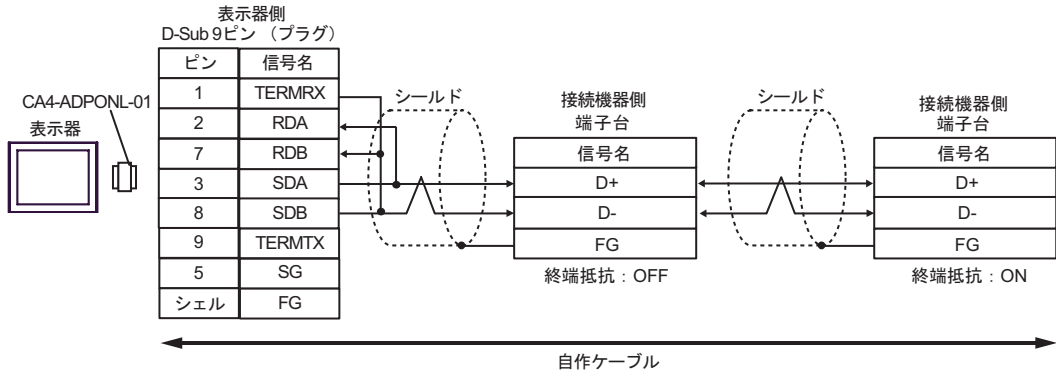 表示器側
D-Sub 9ピン （プラグ）
CA4-ADPONL-01
表示器
ピン 信号名
1 TERMRX
2 RDA
7 RDB
3 SDA
8 SDB
9 TERMTX
5 SG
シェル FG
シールド
接続機器側
端子台
信号名
D+
D-
FG
終端抵抗：OFF
シールド
接続機器側
端子台
信号名
D+
D-
FG
終端抵抗：ON
自作ケーブル